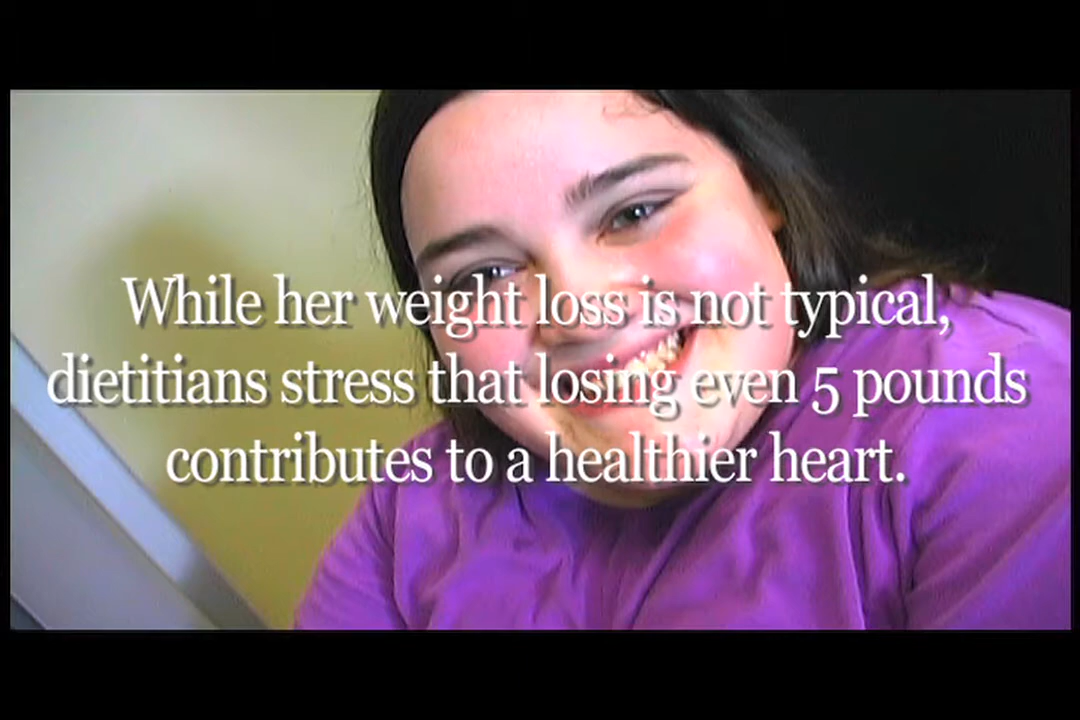 While her weight loss is not typical,
dietitians stress that losing even 5 pounds
contributes to a healthier heart.